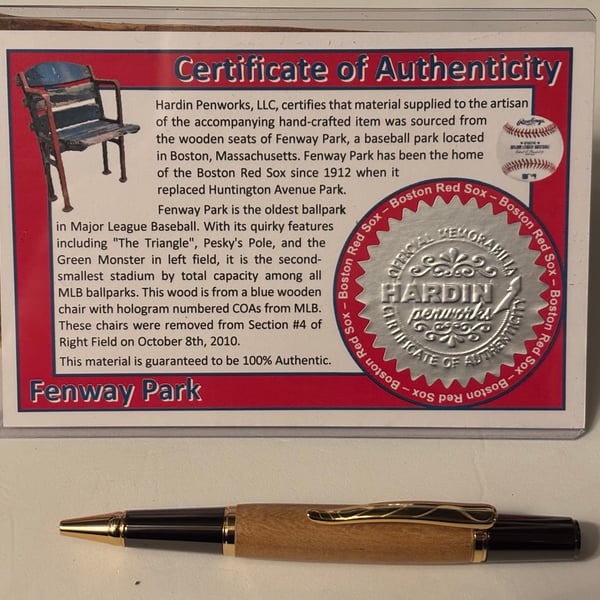 Certificate of Authenticity
Hardin Penworks, LLC, certifies that material supplied to the artisan
of the accompanying hand-crafted item was sourced from
the wooden seats of Fenway Park, a baseball park located
in Boston, Massachusetts. Fenway Park has been the home
of the Boston Red Sox since 1912 when it
replaced Huntington Avenue Park.
Fenway Park is the oldest ballpark
in Major League Baseball. With its quirky features
including "The Triangle", Pesky's Pole, and the
Green Monster in left field, it is the second-
smallest stadium by total capacity among all
MLB ballparks. This wood is from a blue wooden
chair with hologram numbered COAs from MLB.
These chairs were removed from Section #4 of
Right Field on October 8th, 2010.
This material is guaranteed to be 100% Authentic.
Fenway Park
Rawlings
Boston Red Sox – Boston Red Sox – Boston Red Sox – Boston Red Sox – Boston Red Sox – Boston Red Sox –
OFFICIAL MEMORABILIA
HARDIN
penworks
CERTIFICATE OF AUTHENTICITY